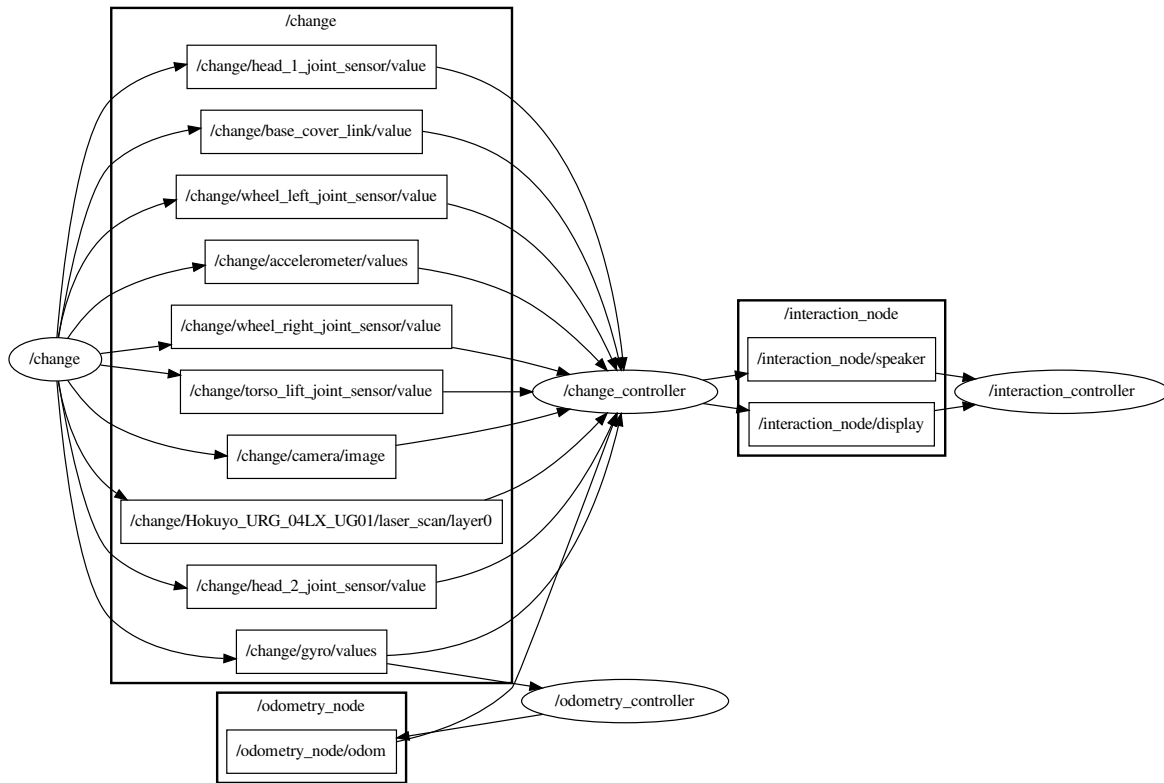 /change
/change/head_1_joint_sensor/value
/change/base_cover_link/value
/change/wheel_left_joint_sensor/value
/change/accelerometer/values
/change/wheel_right_joint_sensor/value
/change
/change/torso_lift_joint_sensor/value
/change/camera/image
/change/Hokuyo_URG_04LX_UG01/laser_scan/layer0
/change/head_2_joint_sensor/value
/change/gyro/values
/odometry_node
/odometry_node/odom
/change_controller
/odometry_controller
/interaction_node
/interaction_node/speaker
/interaction_node/display
/interaction_controller